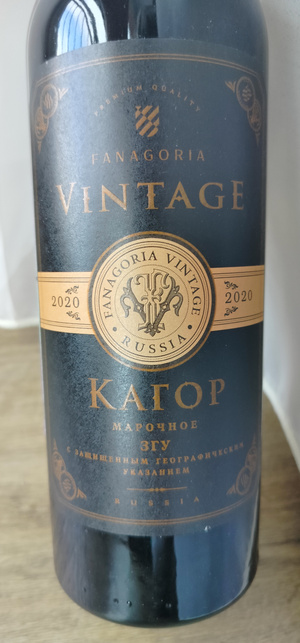 PREMIUM QUALITY
FANAGORIA
VINTAGE
2020
FANAGORIA VINTAGE
• RUSSIA •
2020
КАГОР
МАРОЧНОЕ
ЗГУ
С ЗАЩИЩЕННЫМ ГЕОГРАФИЧЕСКИМ
УКАЗАНИЕМ
RUSSIA